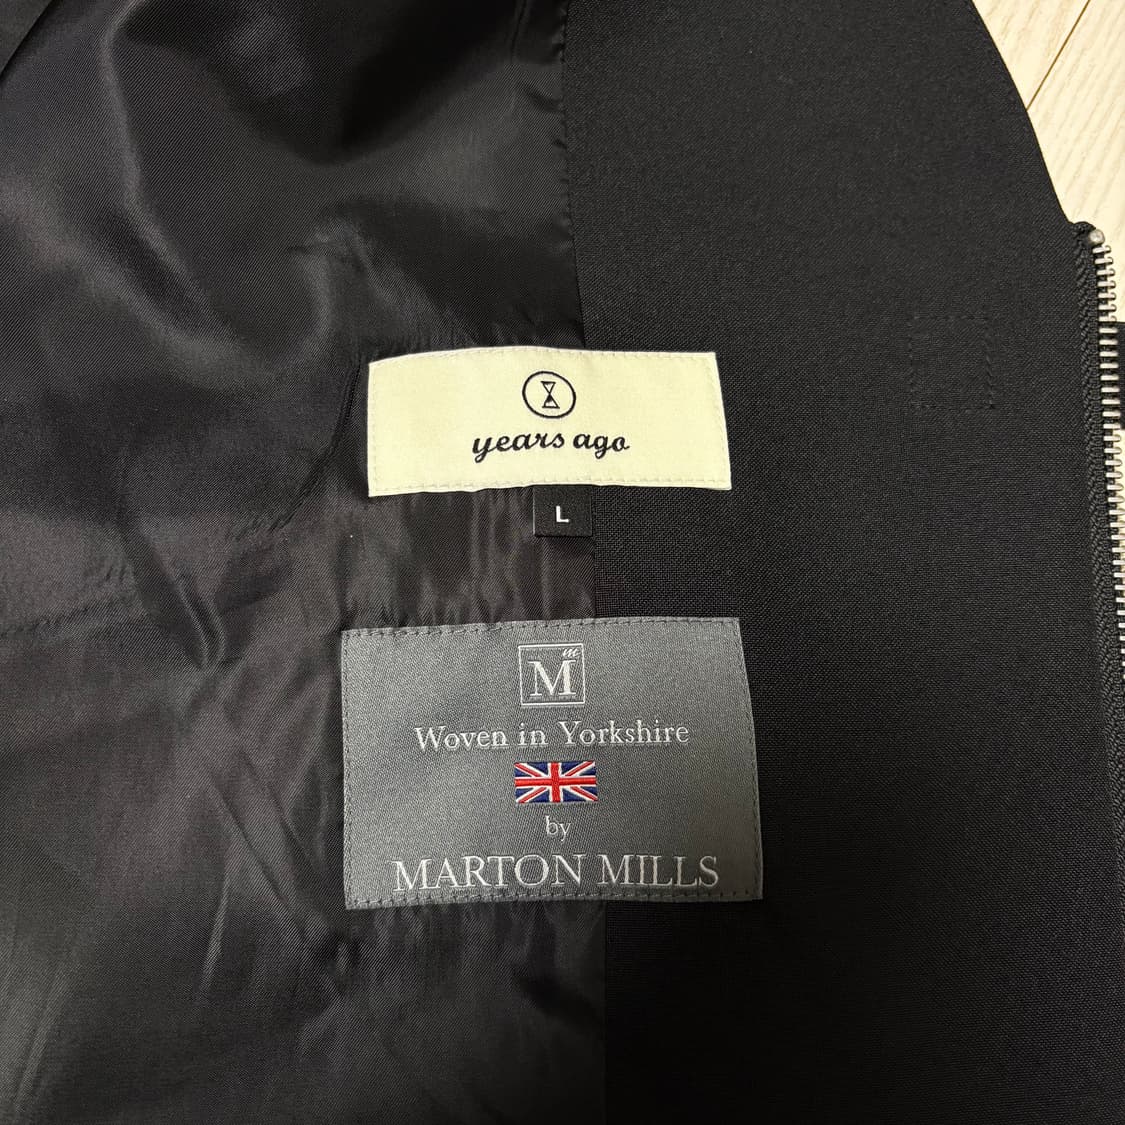 years ago
L
M m
Woven in Yorkshire
by
MARTON MILLS